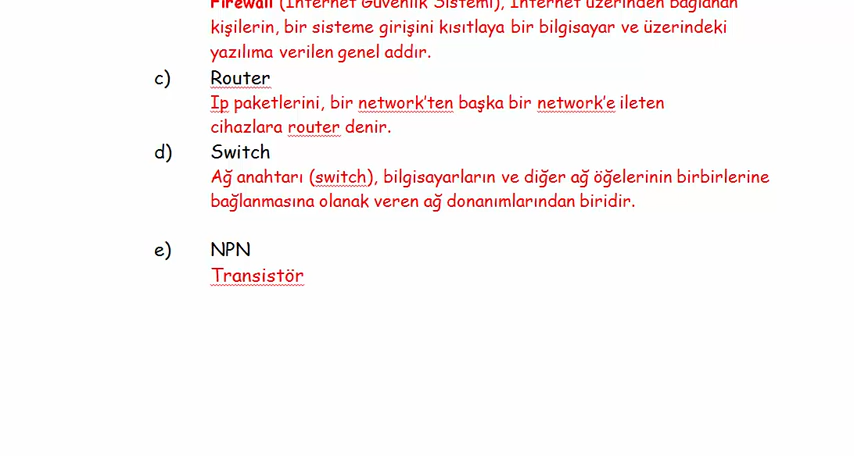 Firewall (İnternet Güvenlik Sistemi), İnternet üzerinden bağlanan
kişilerin, bir sisteme girişini kısıtlaya bir bilgisayar ve üzerindeki
yazılıma verilen genel addır.
c) Router
Ip paketlerini, bir network'ten başka bir network'e ileten
cihazlara router denir.
d) Switch
Ağ anahtarı (switch), bilgisayarların ve diğer ağ öğelerinin birbirlerine
bağlanmasına olanak veren ağ donanımlarından biridir.
e) NPN
Transistör